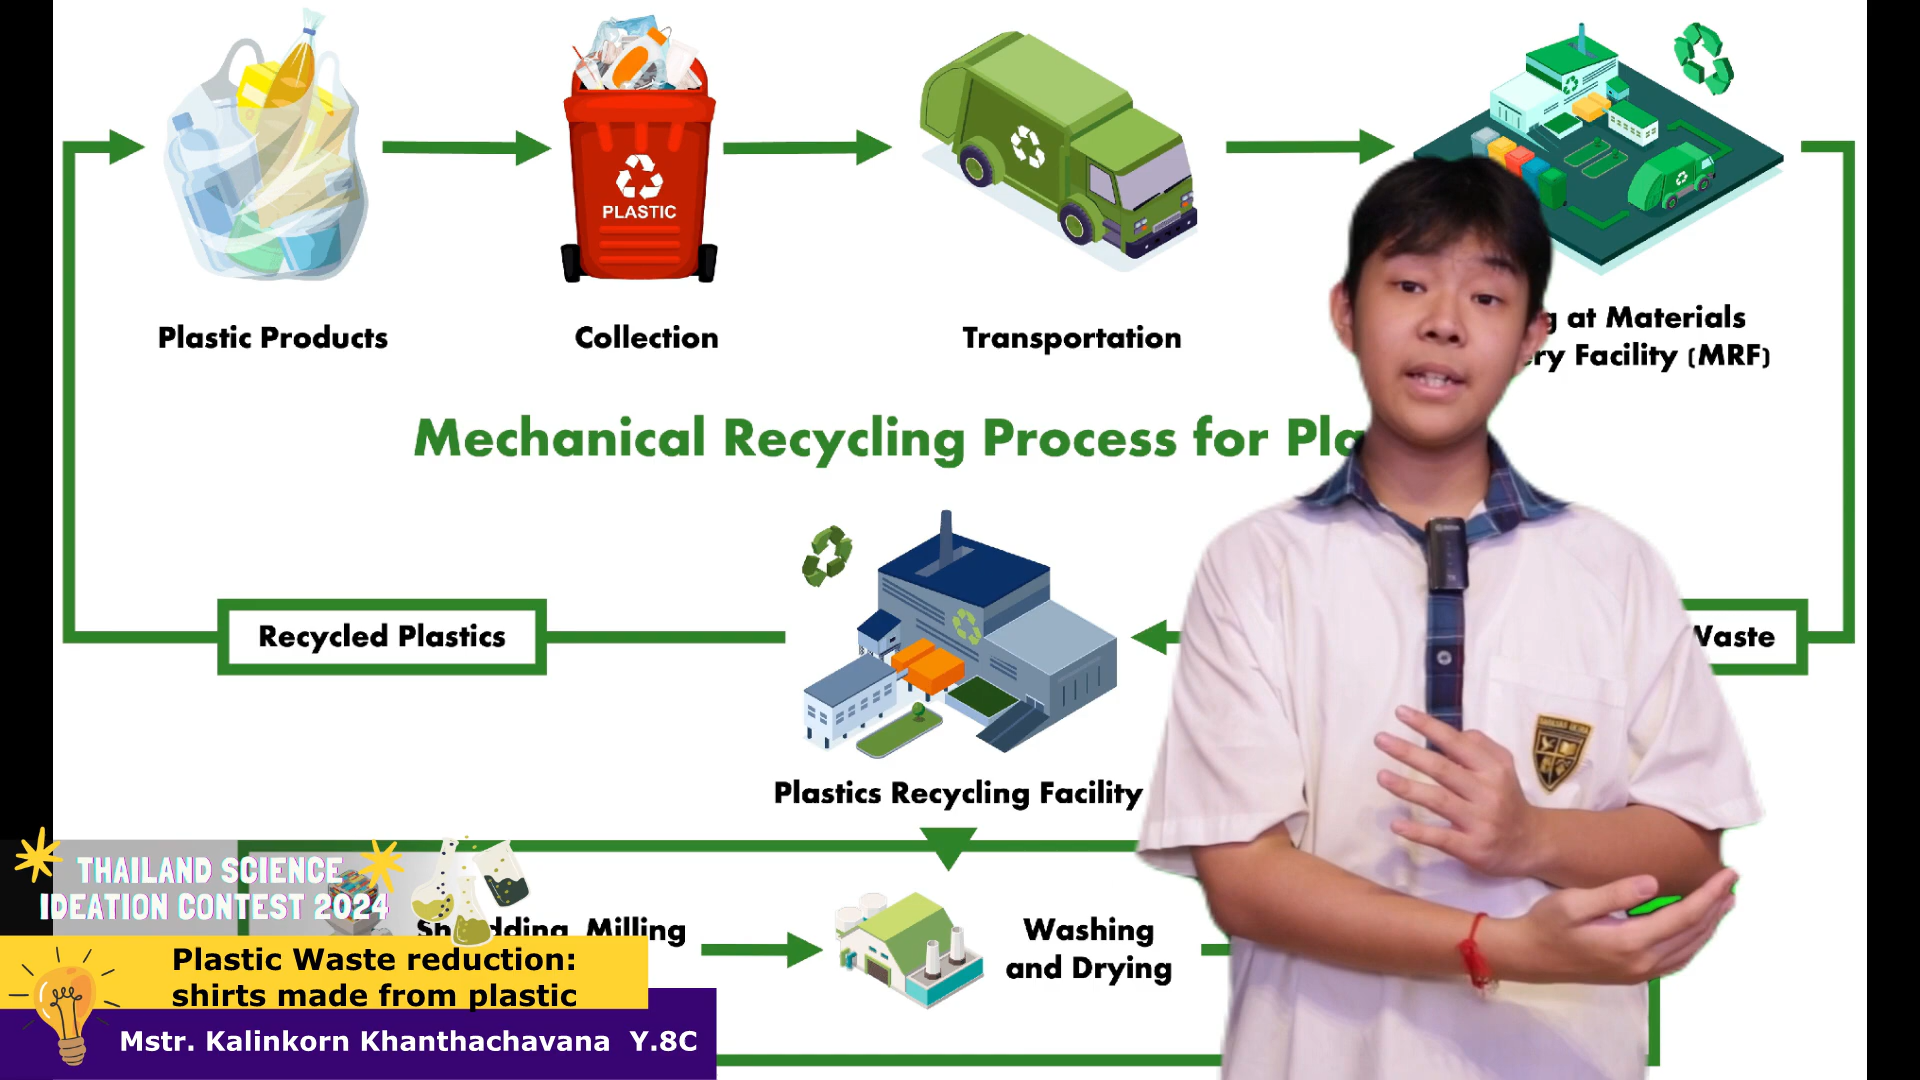 PLASTIC
Plastic Products
Collection
Transportation
at Materials
Facility (MRF)
Mechanical Recycling Process for
Recycled Plastics
Waste
Plastics Recycling Facility
THAILAND SCIENCE
IDEATION CONTEST 2024
Milling
Washing
and Drying
Plastic Waste reduction:
shirts made from plastic
Mstr. Kalinkorn Khanthachavana Y.8C